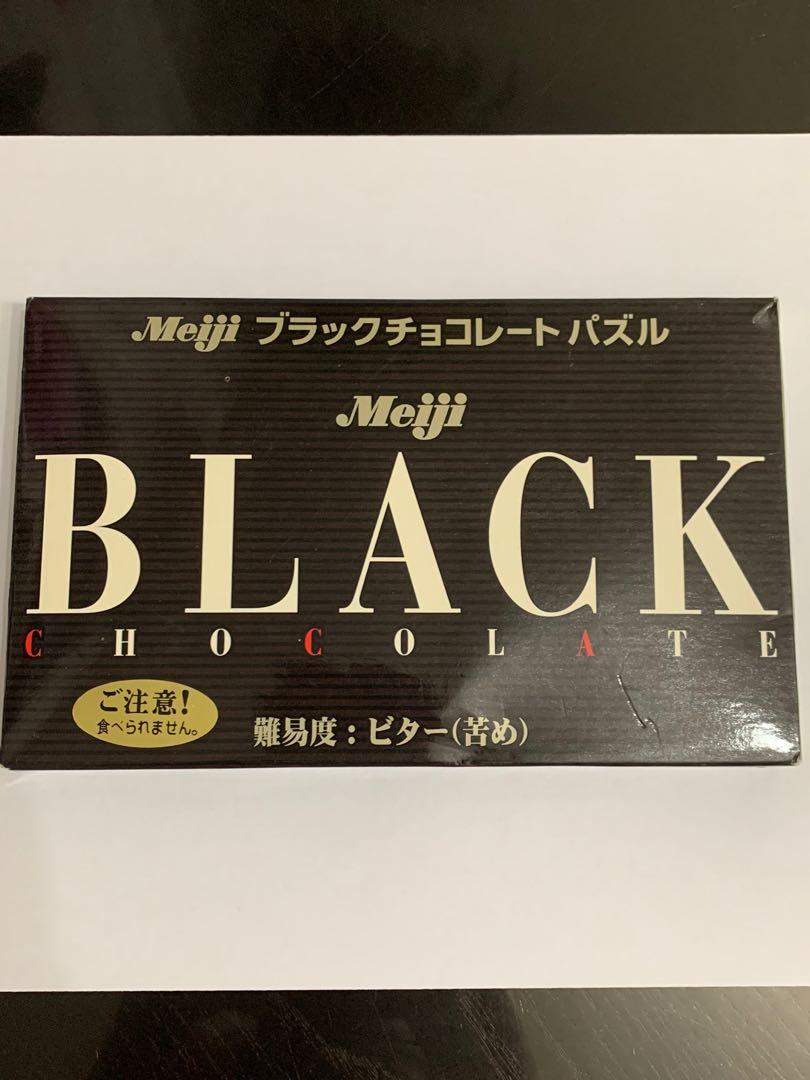 Meiji ブラックチョコレートパズル
Meiji
BLACK
CHOCOLATE
ご注意!
食べられません。
難易度:ビター(苦め)